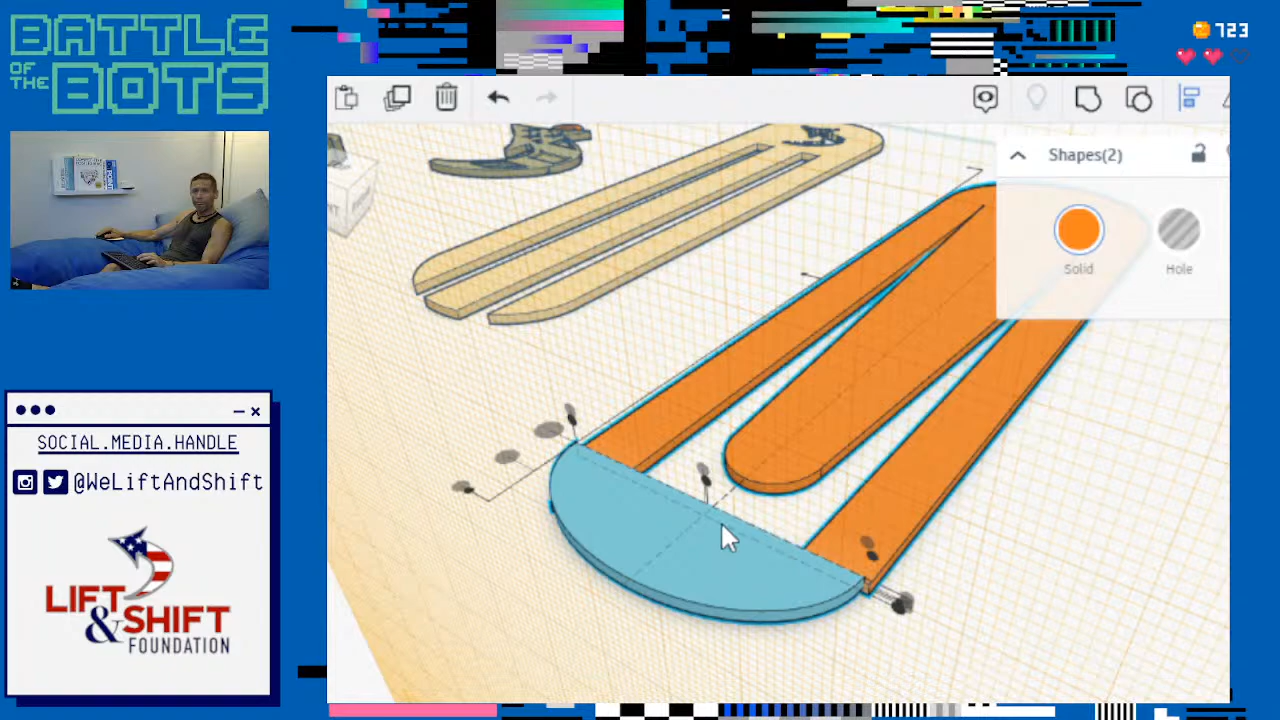 BATTLE
OF THE
BOTS
723
Shapes(2)
Solid
Hole
SOCIAL.MEDIA.HANDLE
@WeLiftAndShift
LIFT
& SHIFT
FOUNDATION